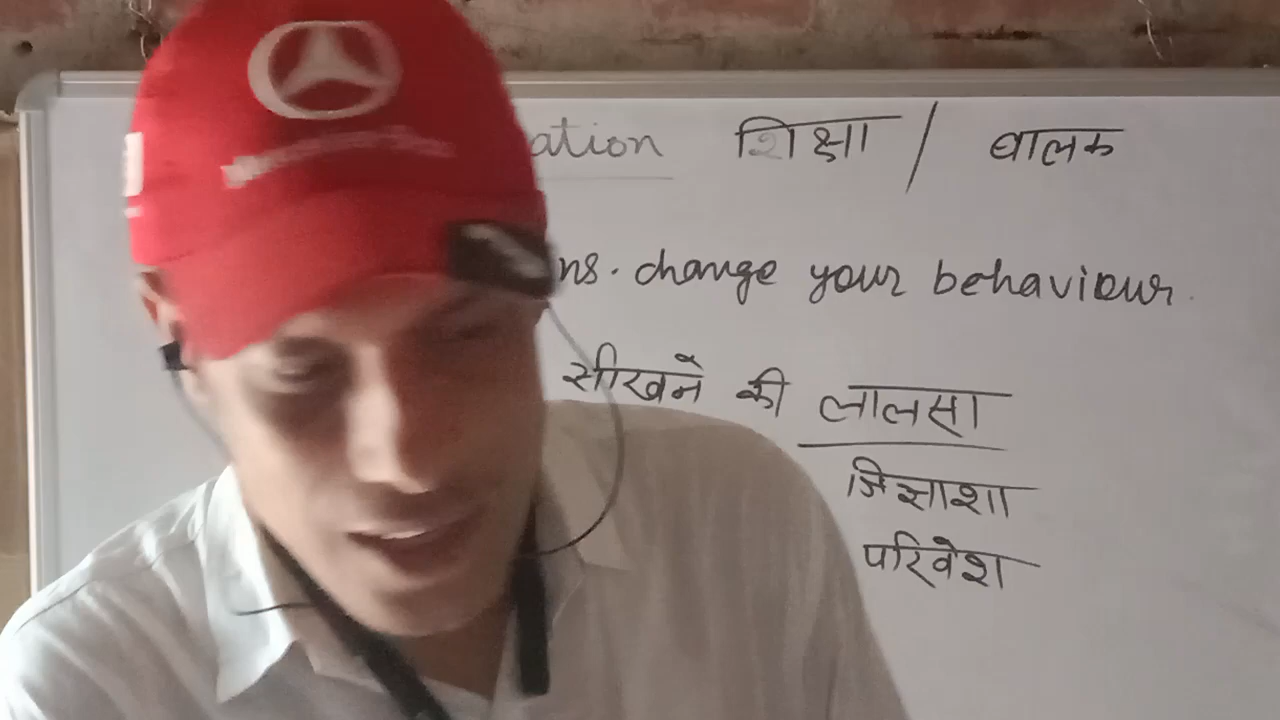 ation शिक्षा / बालक
ns. change your behaviour.
सीखने की लालसा
जिज्ञाशा
परिवेश